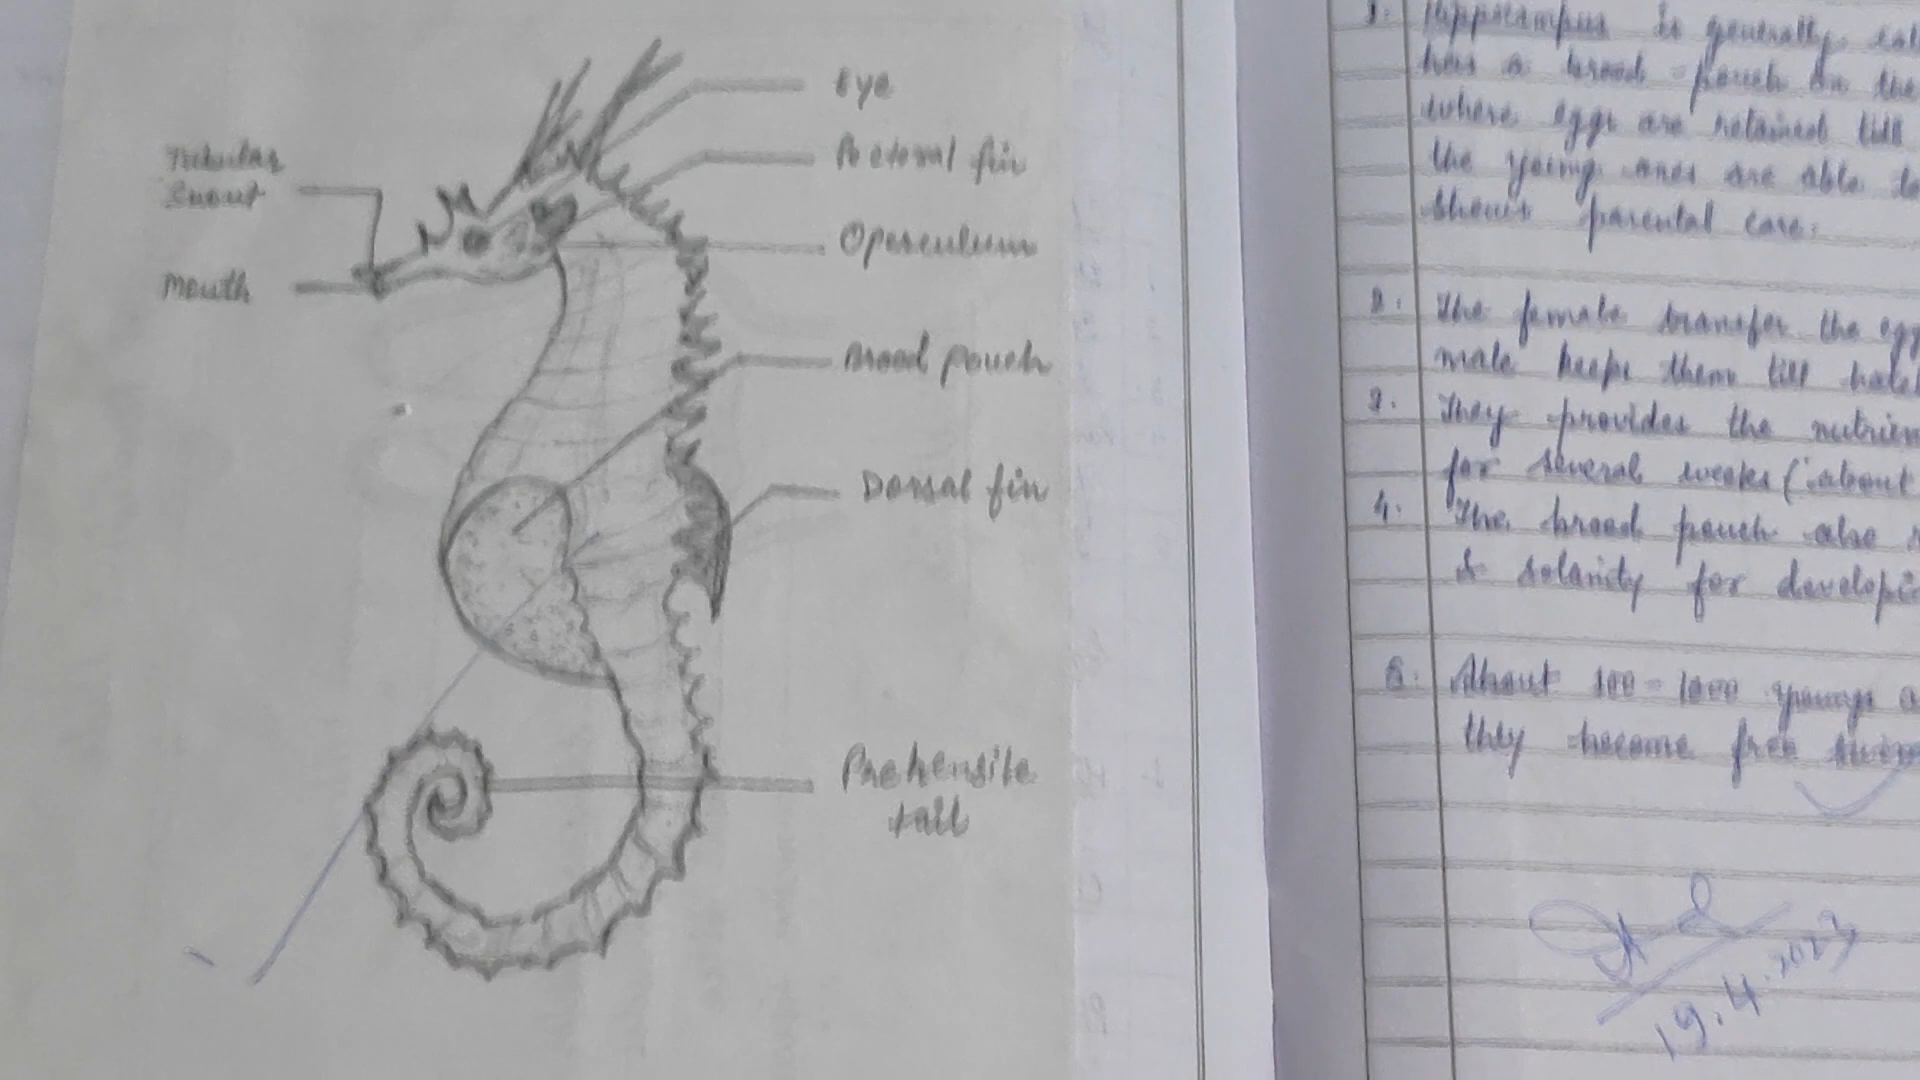 Eye
Pectoral fin
Tubular
Snout
Operculum
Mouth
Brood pouch
Dorsal fin
Prehensile
tail
1. Hippocampus is generally
has a brood-pouch on the
where eggs are retained till
the young ones are able to
shows parental care.
2. The female transfer the
male keeps them till
3. They provides the
for several weeks (about
4. The brood pouch also
& solanity for
5. About 100-1000 youngs
they become free
19.4.2023